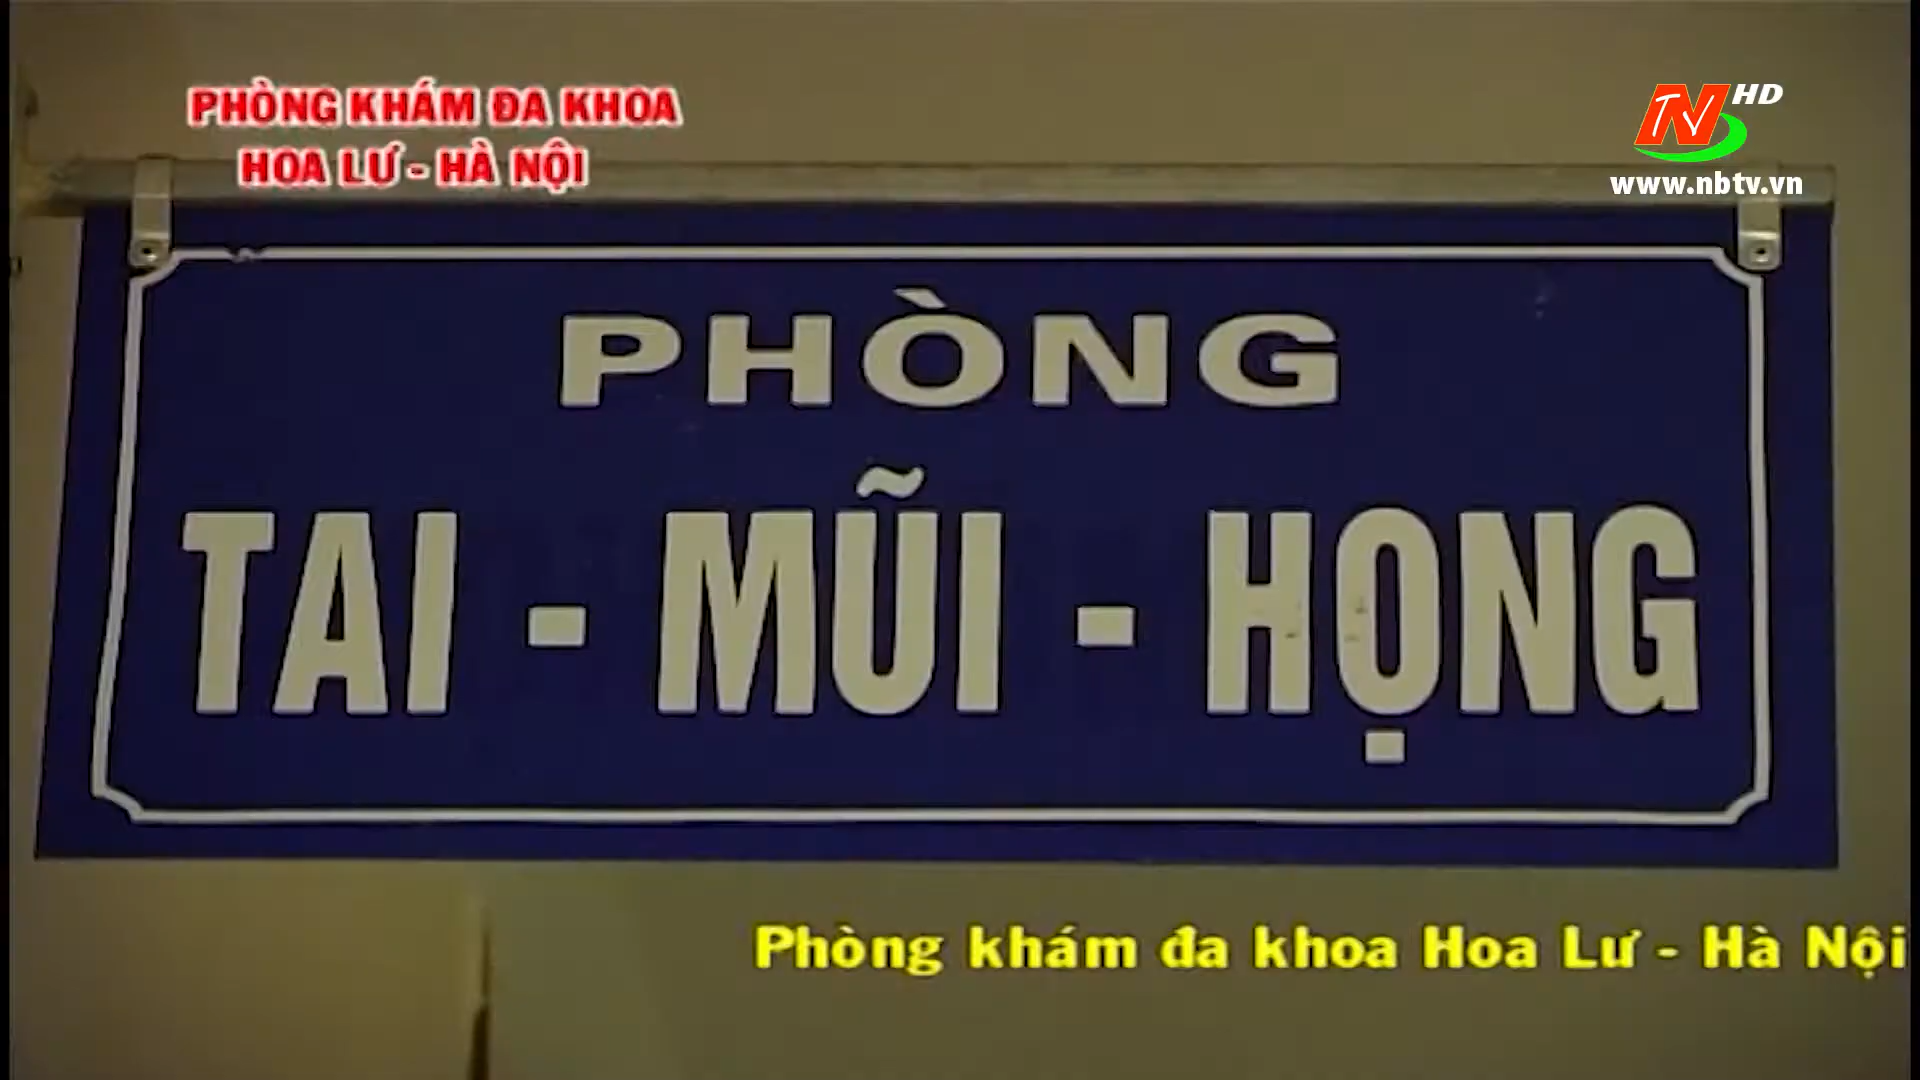 PHÒNG KHÁM ĐA KHOA
HOA LƯ - HÀ NỘI
NTV HD
www.nbtv.vn
PHÒNG
TAI - MŨI - HỌNG
Phòng khám đa khoa Hoa Lư - Hà Nội